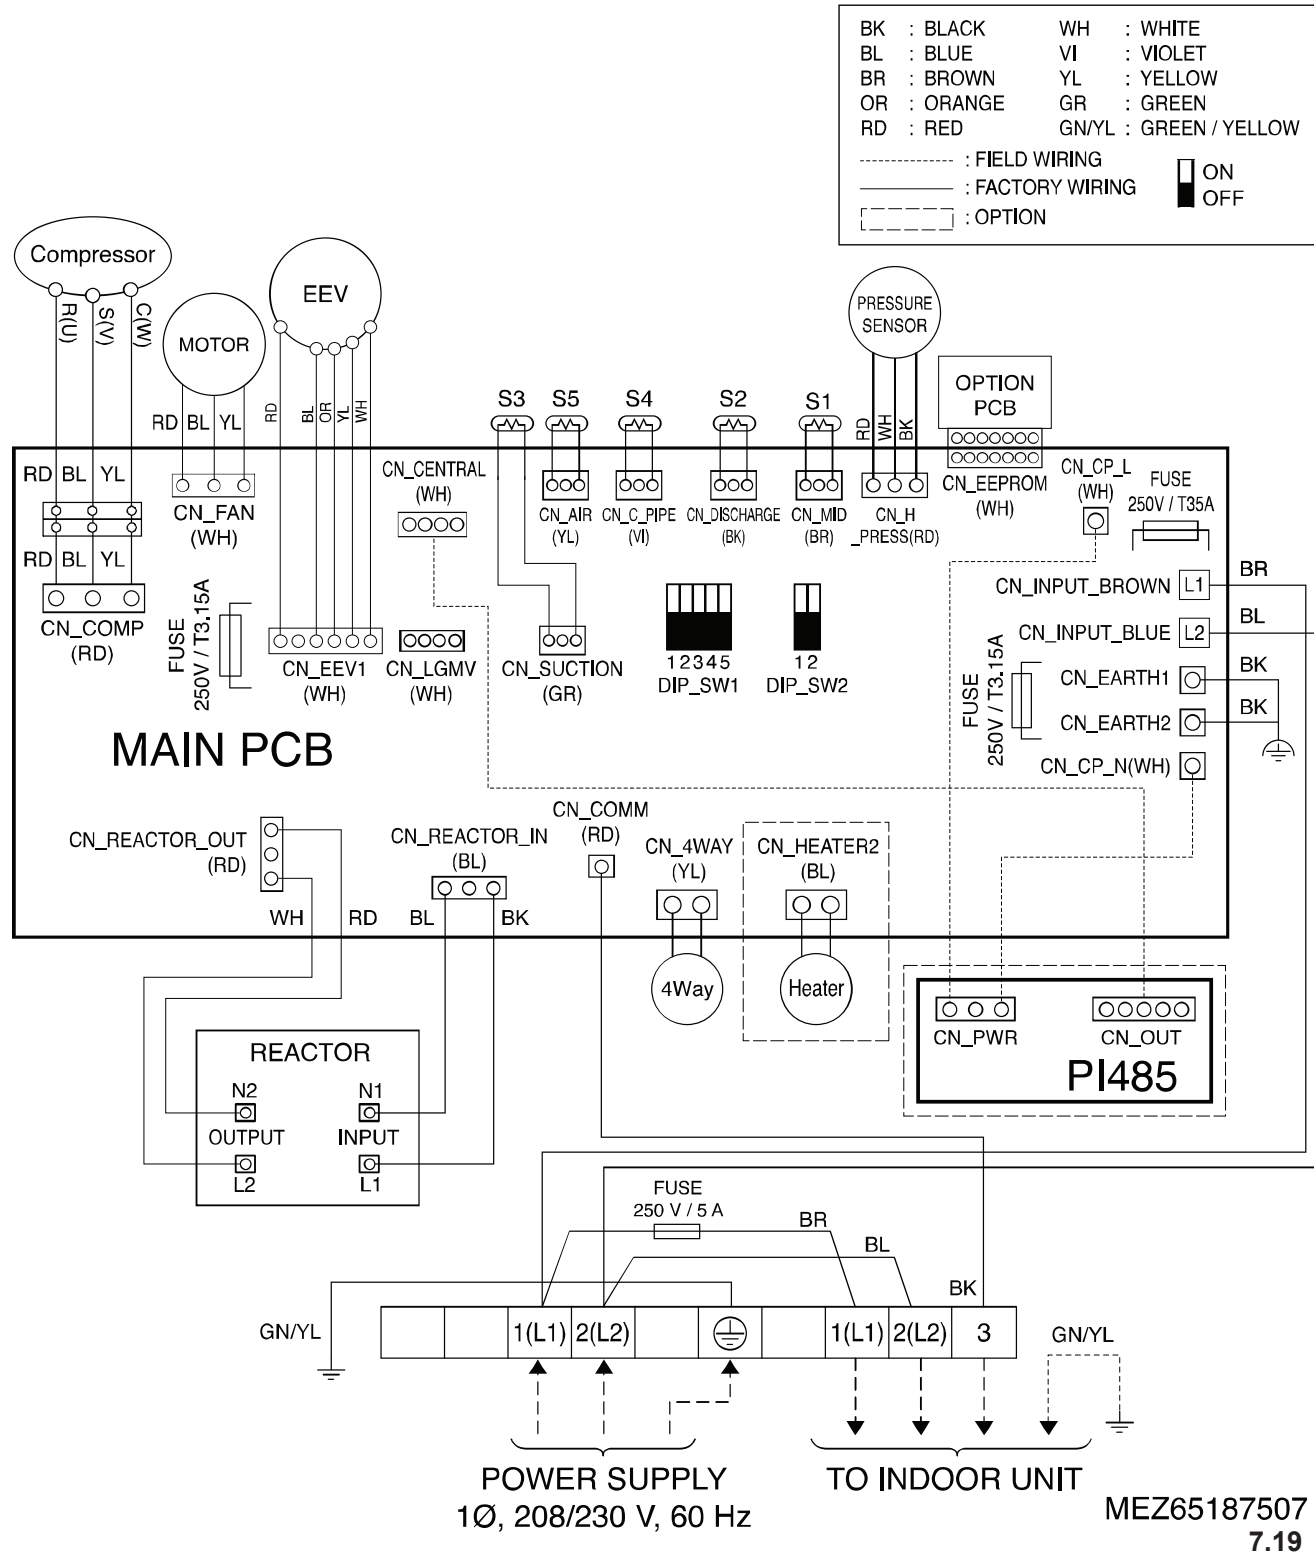 BK : BLACK WH : WHITE
BL : BLUE VI : VIOLET
BR : BROWN YL : YELLOW
OR : ORANGE GR : GREEN
RD : RED GN/YL : GREEN / YELLOW
: FIELD WIRING
: FACTORY WIRING
: OPTION
ON
OFF
Compressor
R(U)
S(V)
C(W)
MOTOR
EEV
PRESSURE
SENSOR
OPTION
PCB
RD BL YL
RD
BL
OR
YL
WH
S3
S5
S4
S2
S1
RD
WH
BK
RD BL YL
RD BL YL
CN_COMP
(RD)
CN_FAN
(WH)
FUSE
250V / T3.15A
CN_EEV1
(WH)
CN_CENTRAL
(WH)
CN_LGMV
(WH)
CN_SUCTION
(GR)
CN_AIR
(YL)
CN_C_PIPE
(VI)
CN_DISCHARGE
(BK)
CN_MID
(BR)
CN_H
_PRESS(RD)
CN_EEPROM
(WH)
CN_CP_L
(WH)
FUSE
250V / T35A
12345
DIP_SW1
12
DIP_SW2
CN_INPUT_BROWN L1
BR
CN_INPUT_BLUE L2
BL
FUSE
250V / T3.15A
CN_EARTH1
BK
CN_EARTH2
BK
CN_CP_N(WH)
MAIN PCB
CN_REACTOR_OUT
(RD)
CN_REACTOR_IN
(BL)
CN_COMM
(RD)
CN_4WAY
(YL)
CN_HEATER2
(BL)
WH RD BL BK
4Way
Heater
CN_PWR
CN_OUT
PI485
REACTOR
N2 N1
OUTPUT INPUT
L2 L1
FUSE
250 V / 5 A
BR
BL
BK
GN/YL
1(L1) 2(L2) 1(L1) 2(L2) 3
GN/YL
POWER SUPPLY
1Ø, 208/230 V, 60 Hz
TO INDOOR UNIT
MEZ65187507
7.19